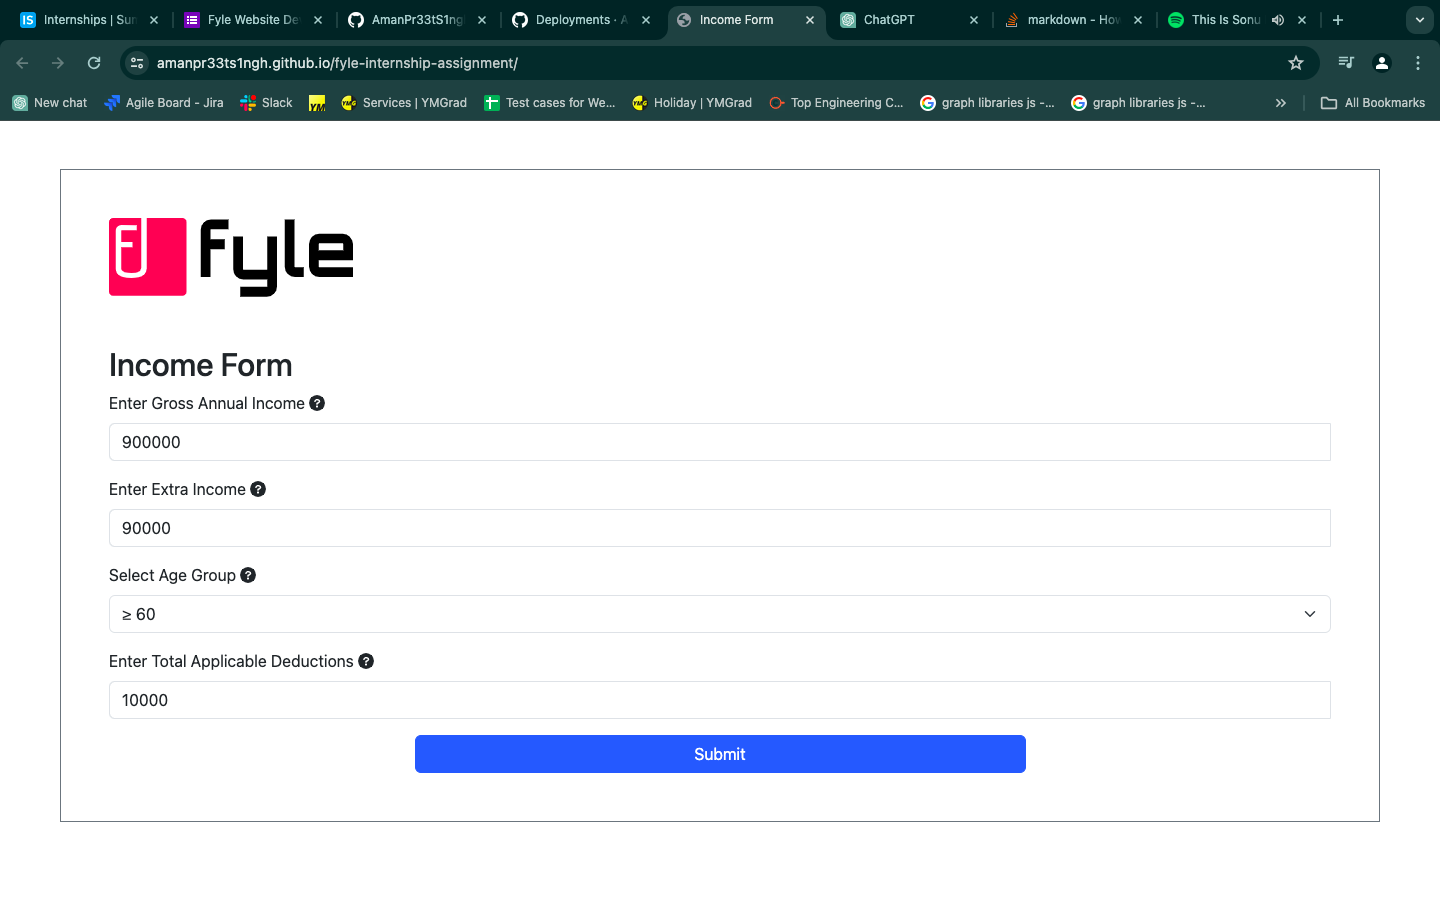 Internships | Sun
Fyle Website De
AmanPr33tS1ng
Deployments · A
Income Form
ChatGPT
markdown - How
This Is Sonu
amanpr33ts1ngh.github.io/fyle-internship-assignment/
New chat
Agile Board - Jira
Slack
YM
Services | YMGrad
Test cases for We...
Holiday | YMGrad
Top Engineering C...
graph libraries js -...
graph libraries js -...
All Bookmarks
fyle
Income Form
Enter Gross Annual Income ?
900000
Enter Extra Income ?
90000
Select Age Group ?
≥ 60
Enter Total Applicable Deductions ?
10000
Submit